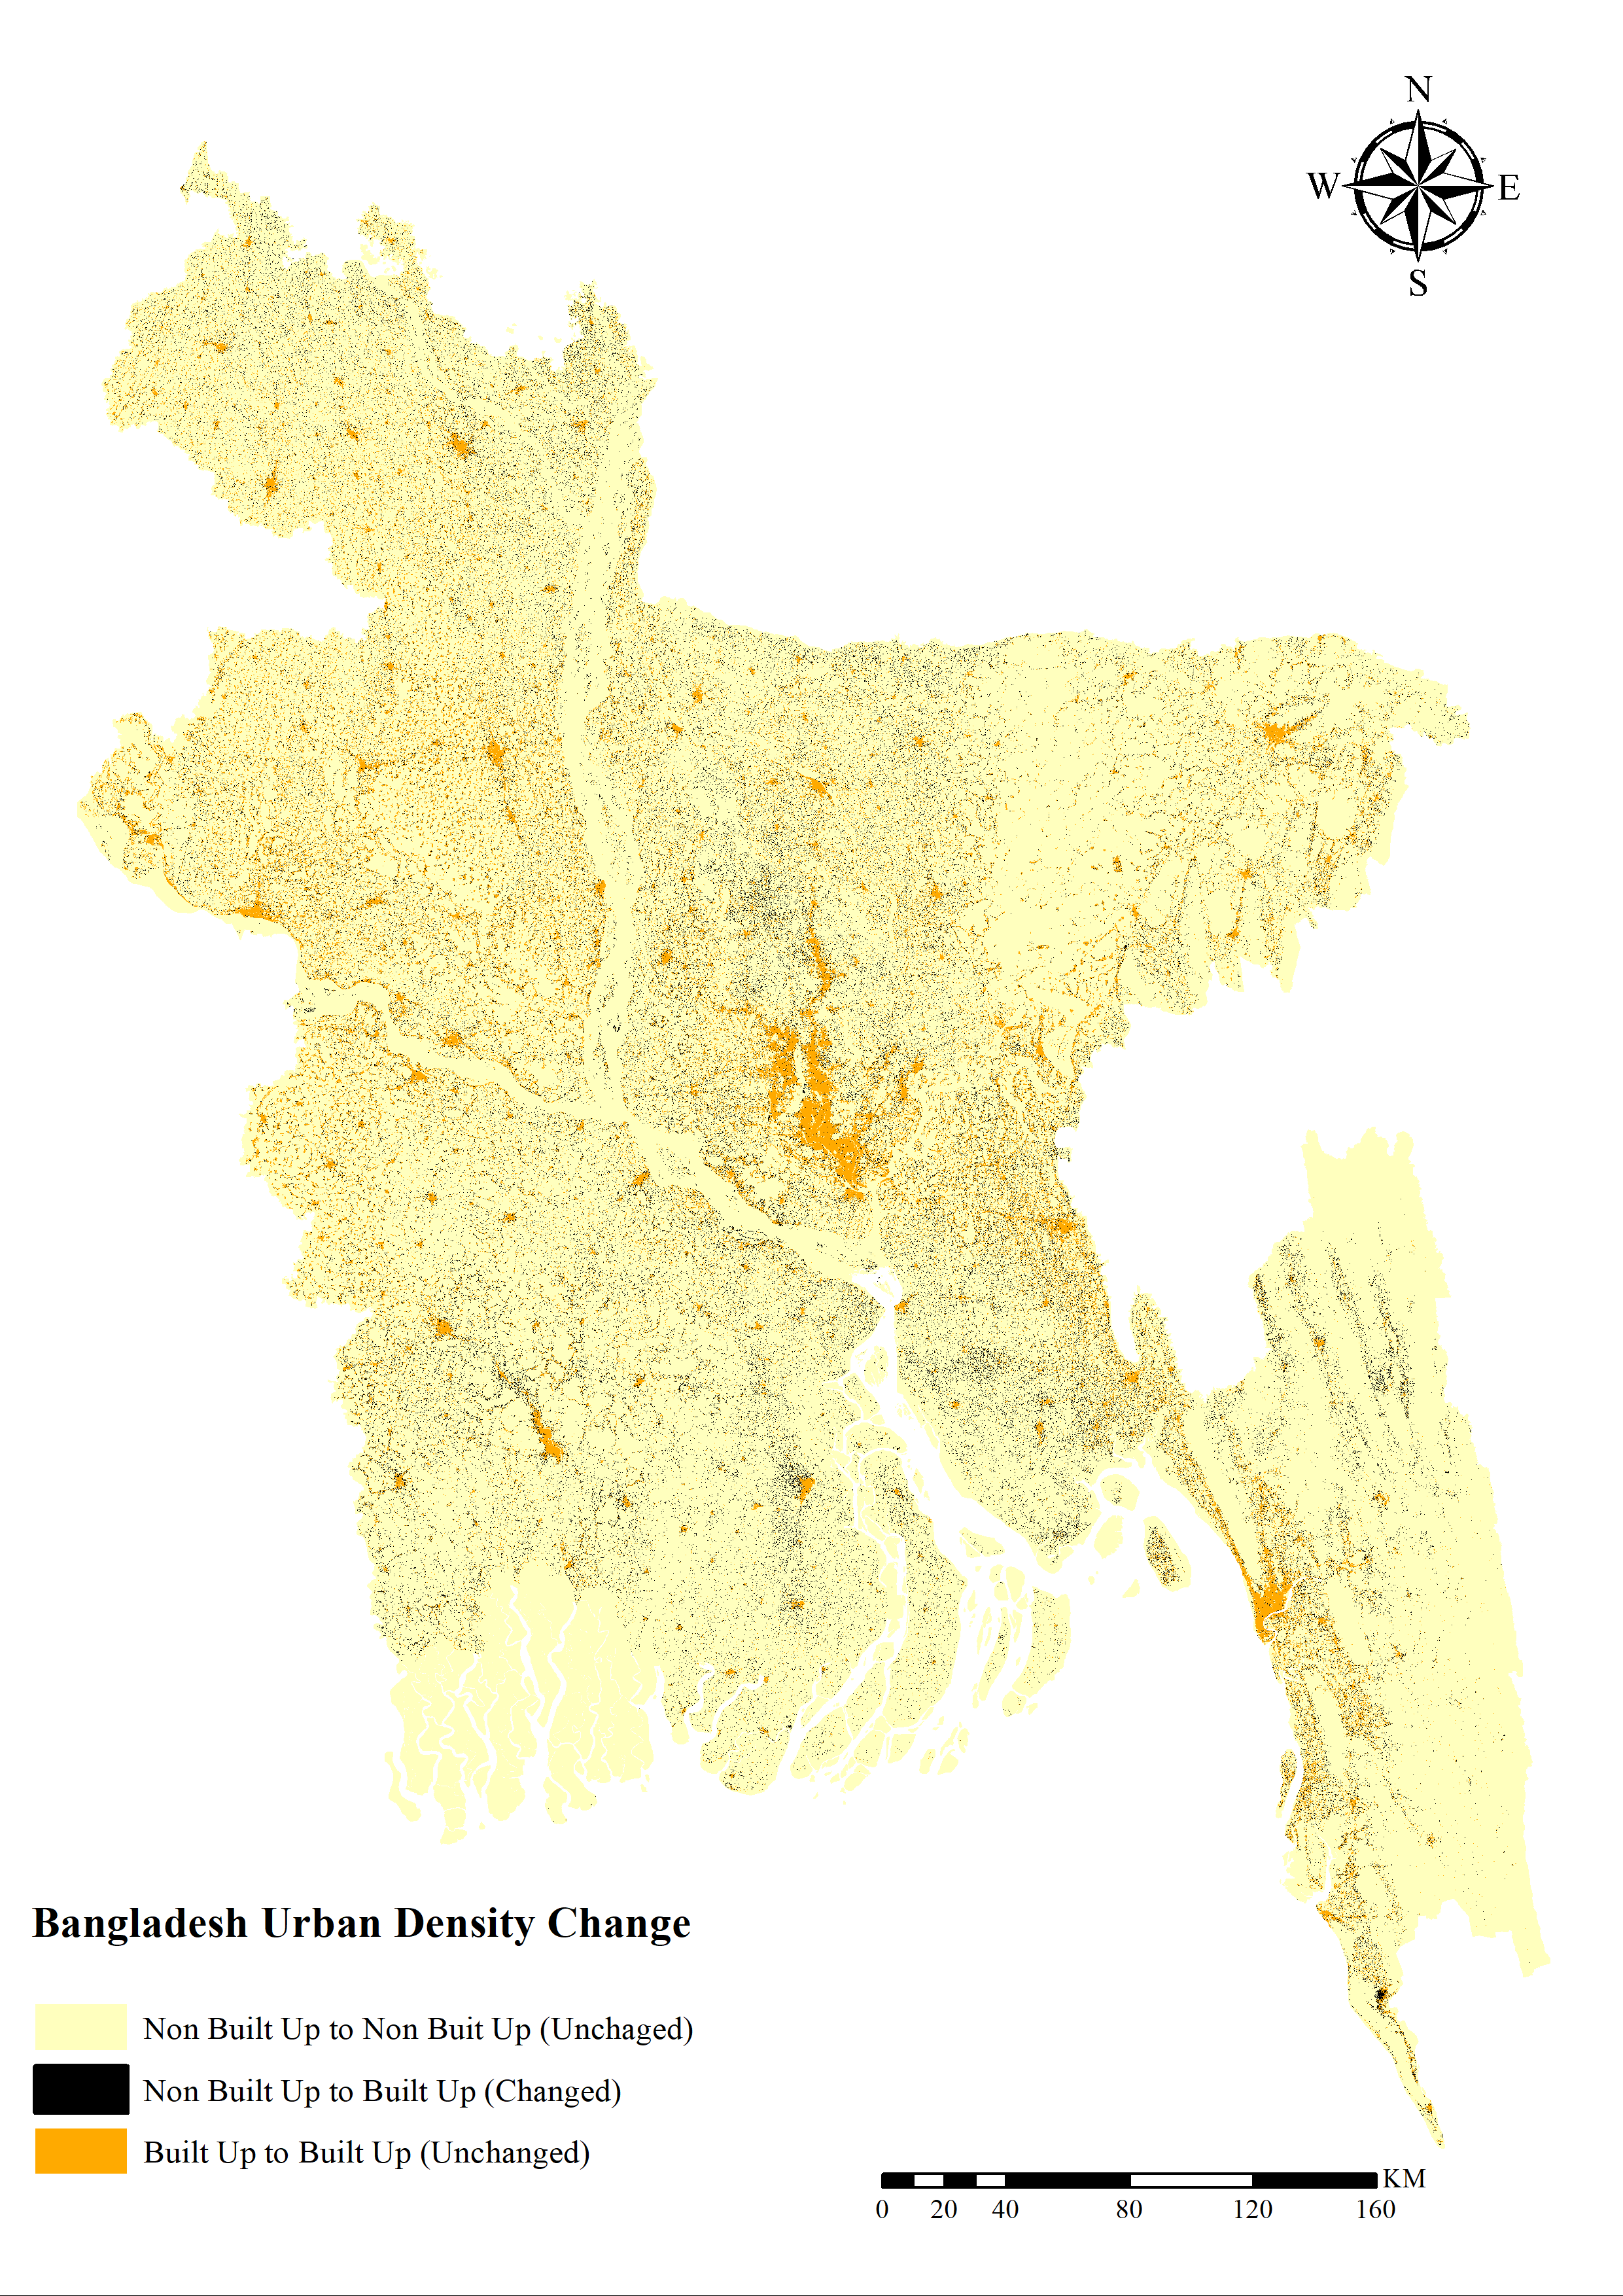 N
W
E
S
Bangladesh Urban Density Change
Non Built Up to Non Buit Up (Unchaged)
Non Built Up to Built Up (Changed)
Built Up to Built Up (Unchanged)
KM
0 20 40 80 120 160